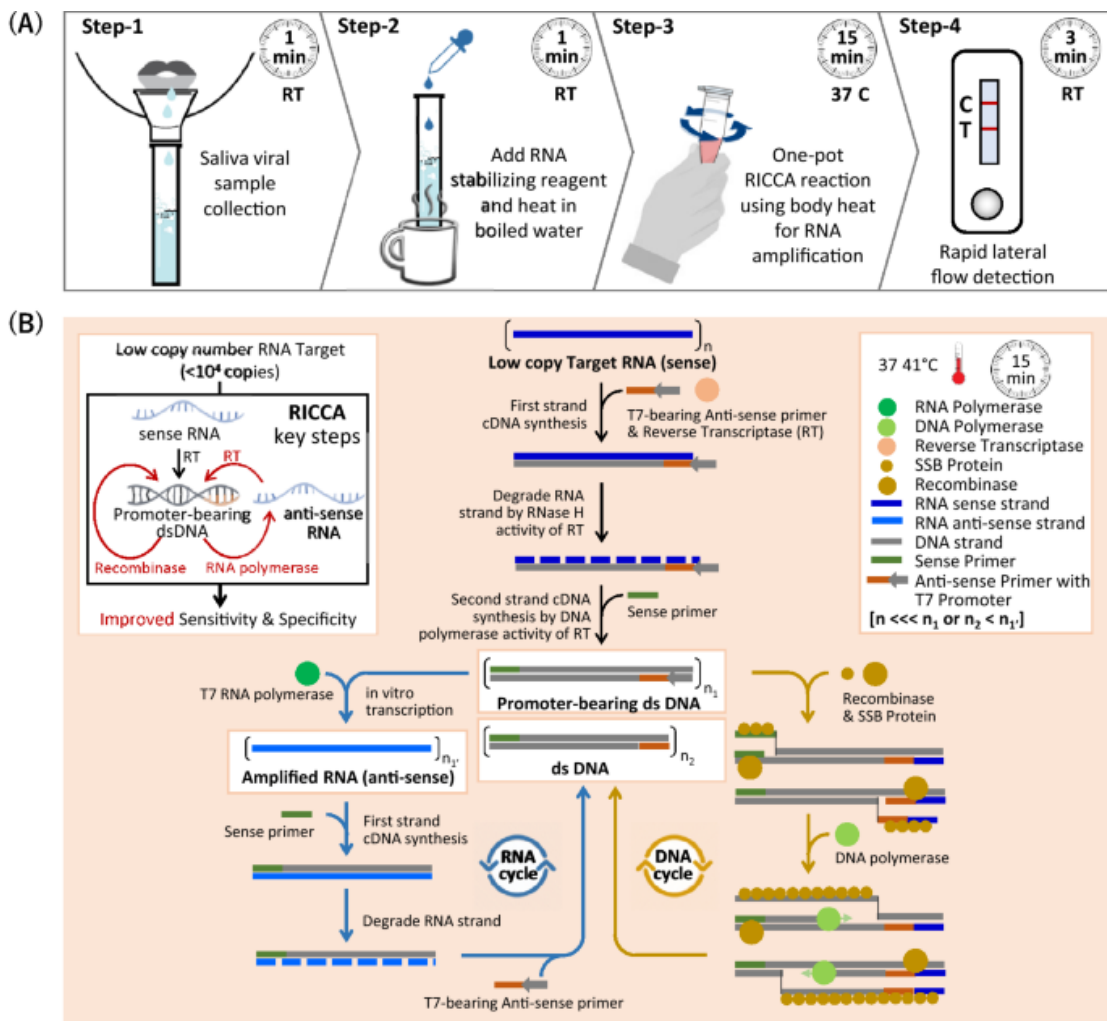 (A)
Step-1
1
min
RT
Saliva viral
sample
collection
Step-2
1
min
RT
Add RNA
stabilizing reagent
and heat in
boiled water
Step-3
15
min
37 C
One-pot
RICCA reaction
using body heat
for RNA
amplification
Step-4
3
min
RT
C
T
Rapid lateral
flow detection
(B)
Low copy number RNA Target
(<10⁴ copies)
RICCA
key steps
sense RNA
RT
RT
Promoter-bearing
dsDNA
anti-sense
RNA
Recombinase
RNA polymerase
Improved Sensitivity & Specificity
n
Low copy Target RNA (sense)
First strand
cDNA synthesis
T7-bearing Anti-sense primer
& Reverse Transcriptase (RT)
Degrade RNA
strand by RNase H
activity of RT
Second strand cDNA
synthesis by DNA
polymerase activity of RT
Sense primer
37 41°C
15
min
RNA Polymerase
DNA Polymerase
Reverse Transcriptase
SSB Protein
Recombinase
RNA sense strand
RNA anti-sense strand
DNA strand
Sense Primer
Anti-sense Primer with
T7 Promoter
[n <<< n₁ or n₂ < n₁']
T7 RNA polymerase
in vitro
transcription
n₁
Promoter-bearing ds DNA
n₂
ds DNA
Recombinase
& SSB Protein
n₁'
Amplified RNA (anti-sense)
Sense primer
First strand
cDNA synthesis
RNA
cycle
DNA
cycle
DNA polymerase
Degrade RNA strand
T7-bearing Anti-sense primer